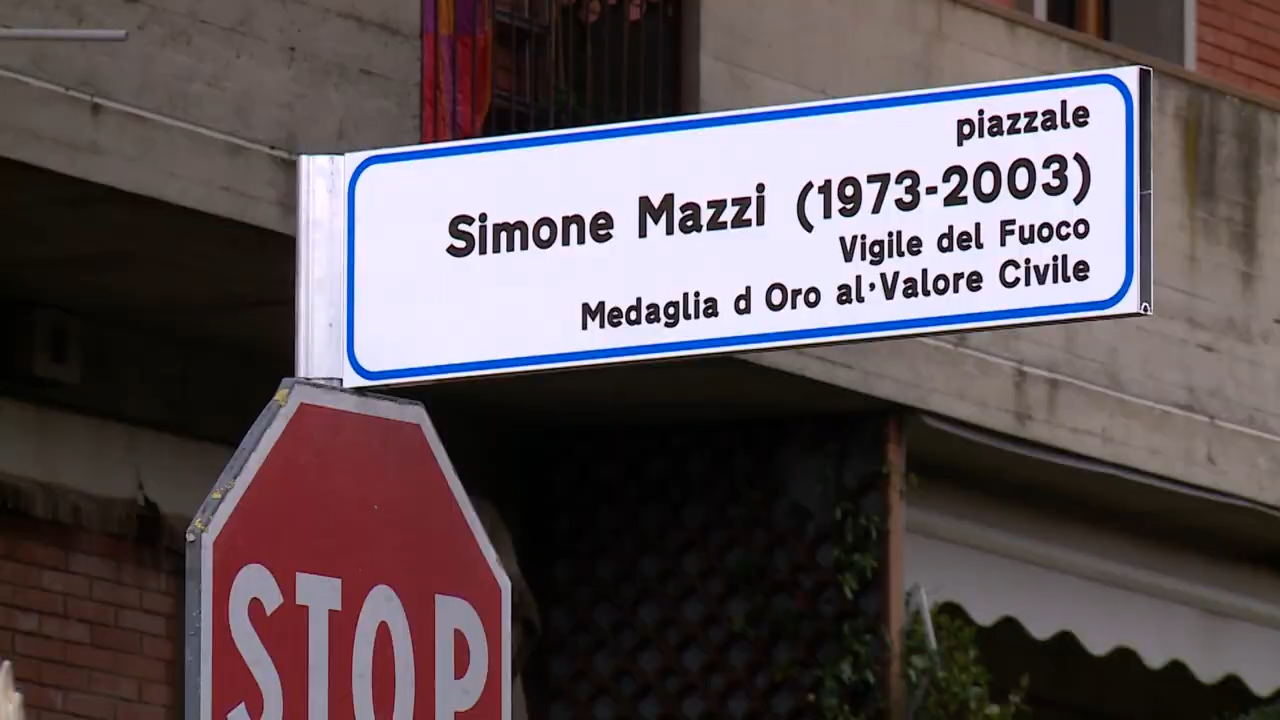 piazzale
Simone Mazzi (1973-2003)
Vigile del Fuoco
Medaglia d Oro al’Valore Civile
STOP